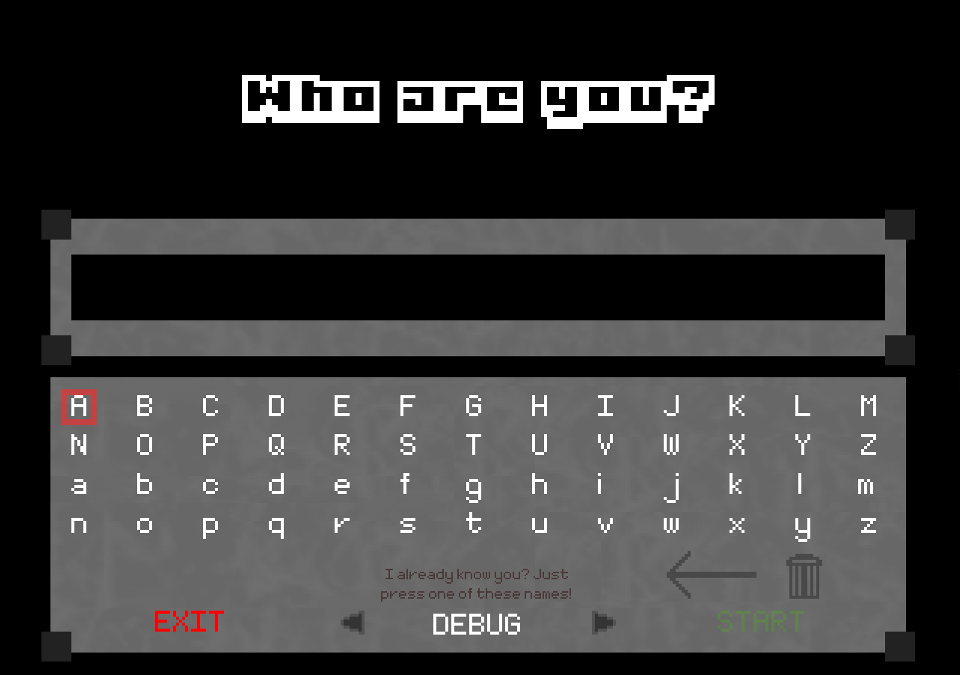 Who are you?
A B C D E F G H I J K L M
N O P Q R S T U V W X Y Z
a b c d e f g h i j k l m
n o p q r s t u v w x y z
I already know you? Just
press one of these names!
EXIT DEBUG START